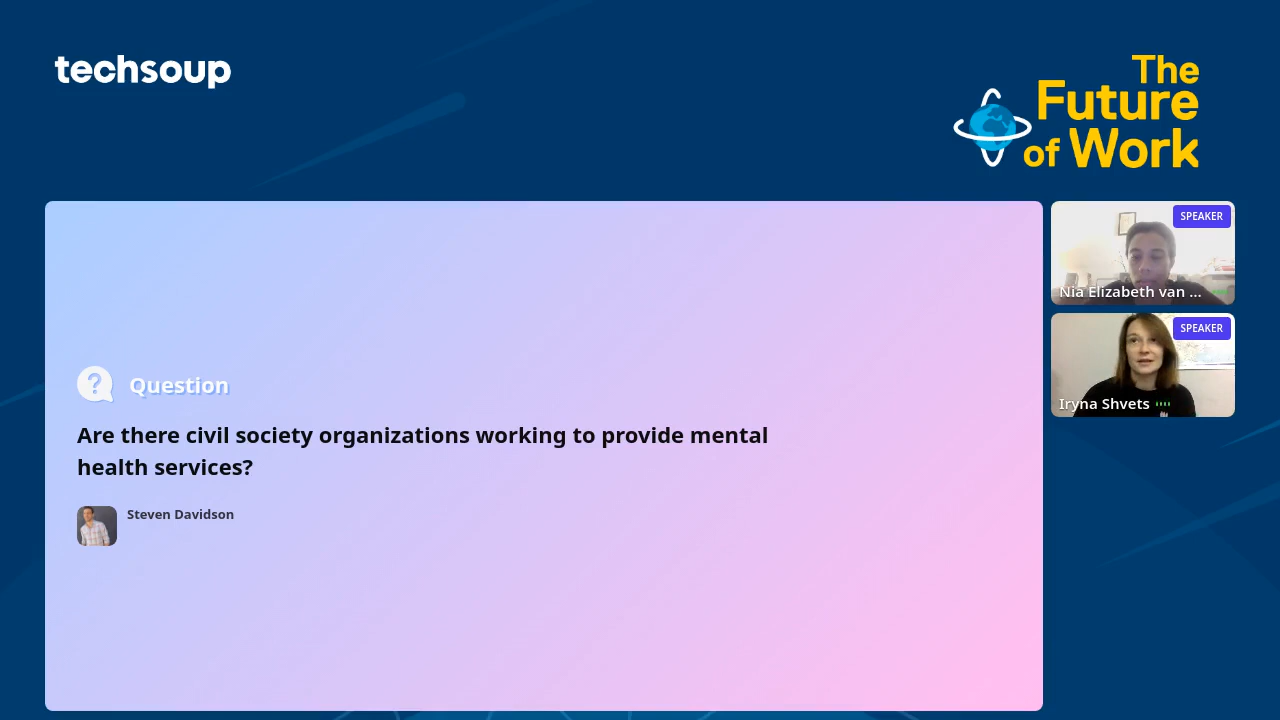 techsoup
The
Future
of Work
SPEAKER
Nia Elizabeth van ...
SPEAKER
Iryna Shvets
? Question
Are there civil society organizations working to provide mental
health services?
Steven Davidson